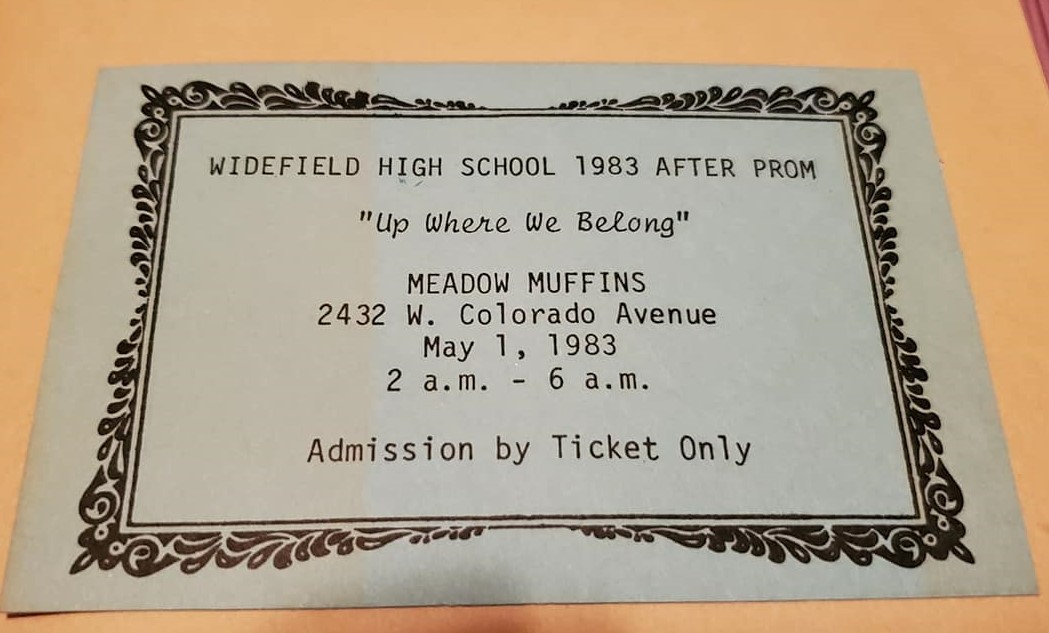 WIDEFIELD HIGH SCHOOL 1983 AFTER PROM
"Up Where We Belong"
MEADOW MUFFINS
2432 W. Colorado Avenue
May 1, 1983
2 a.m. - 6 a.m.
Admission by Ticket Only